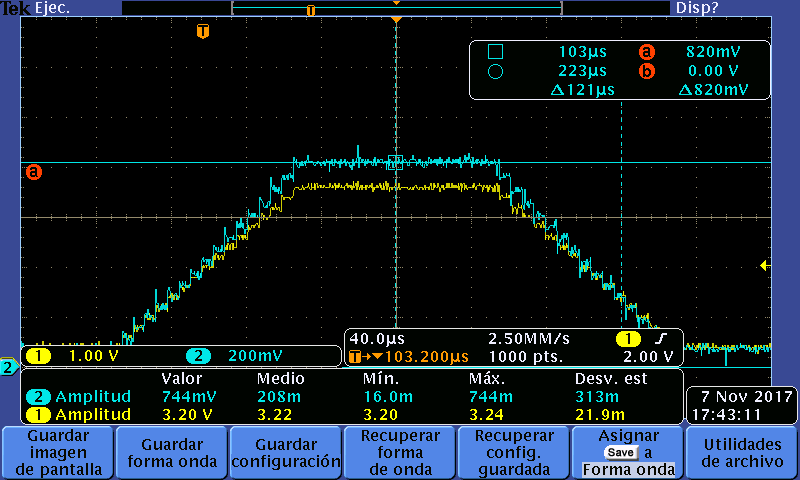 Tek Ejec. Disp?
T
T
103µs a 820mV
223µs b 0.00 V
Δ121µs Δ820mV
a
2
1 1.00 V 2 200mV
40.0µs 2.50MM/s 1
T→▼103.200µs 1000 pts. 2.00 V
Valor Medio Mín. Máx. Desv. est
2 Amplitud 744mV 208m 16.0m 744m 313m
1 Amplitud 3.20 V 3.22 3.20 3.24 21.9m
7 Nov 2017
17:43:11
Guardar
imagen
de pantalla
Guardar
forma onda
Guardar
configuración
Recuperar
forma
de onda
Recuperar
config.
guardada
Asignar
Save a
Forma onda
Utilidades
de archivo